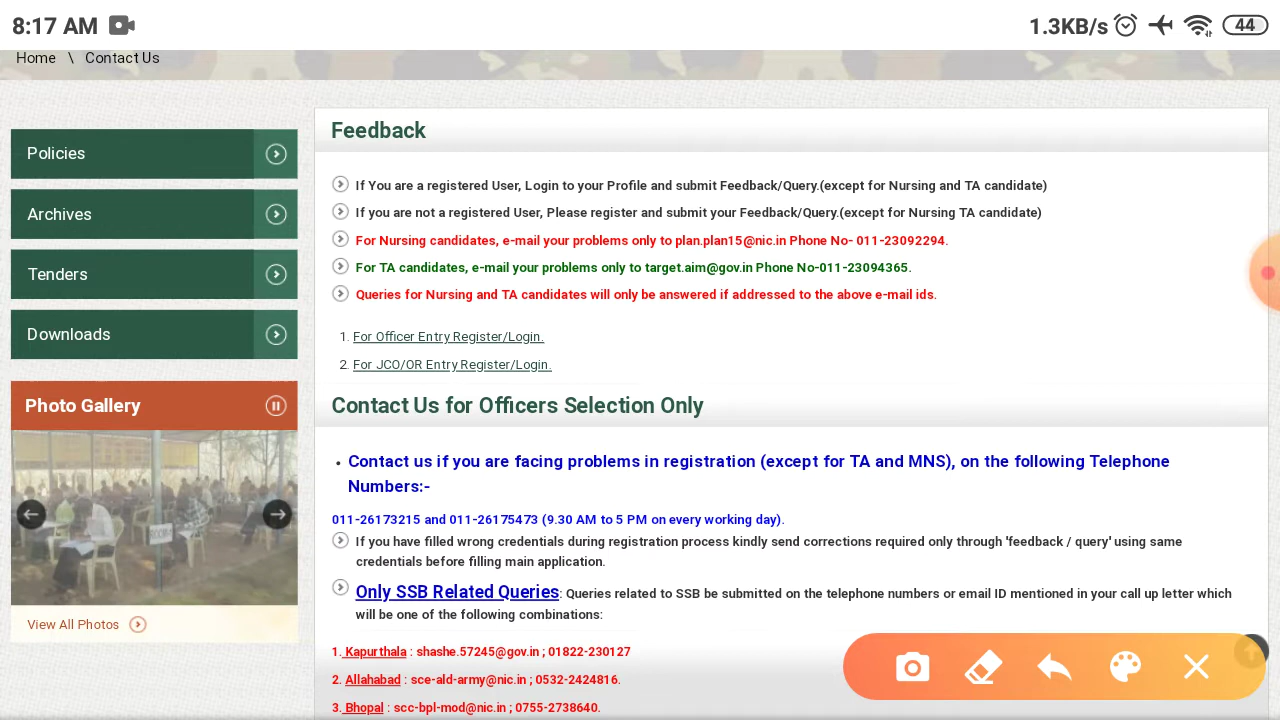 8:17 AM
1.3KB/s
44
Home \ Contact Us
Policies
Archives
Tenders
Downloads
Photo Gallery
View All Photos
Feedback
If You are a registered User, Login to your Profile and submit Feedback/Query.(except for Nursing and TA candidate)
If you are not a registered User, Please register and submit your Feedback/Query.(except for Nursing TA candidate)
For Nursing candidates, e-mail your problems only to plan.plan15@nic.in Phone No- 011-23092294.
For TA candidates, e-mail your problems only to target.aim@gov.in Phone No-011-23094365.
Queries for Nursing and TA candidates will only be answered if addressed to the above e-mail ids.
1. For Officer Entry Register/Login.
2. For JCO/OR Entry Register/Login.
Contact Us for Officers Selection Only
• Contact us if you are facing problems in registration (except for TA and MNS), on the following Telephone
Numbers:-
011-26173215 and 011-26175473 (9.30 AM to 5 PM on every working day).
If you have filled wrong credentials during registration process kindly send corrections required only through 'feedback / query' using same
credentials before filling main application.
Only SSB Related Queries: Queries related to SSB be submitted on the telephone numbers or email ID mentioned in your call up letter which
will be one of the following combinations:
1. Kapurthala : shashe.57245@gov.in ; 01822-230127
2. Allahabad : sce-ald-army@nic.in ; 0532-2424816.
3. Bhopal : scc-bpl-mod@nic.in ; 0755-2738640.